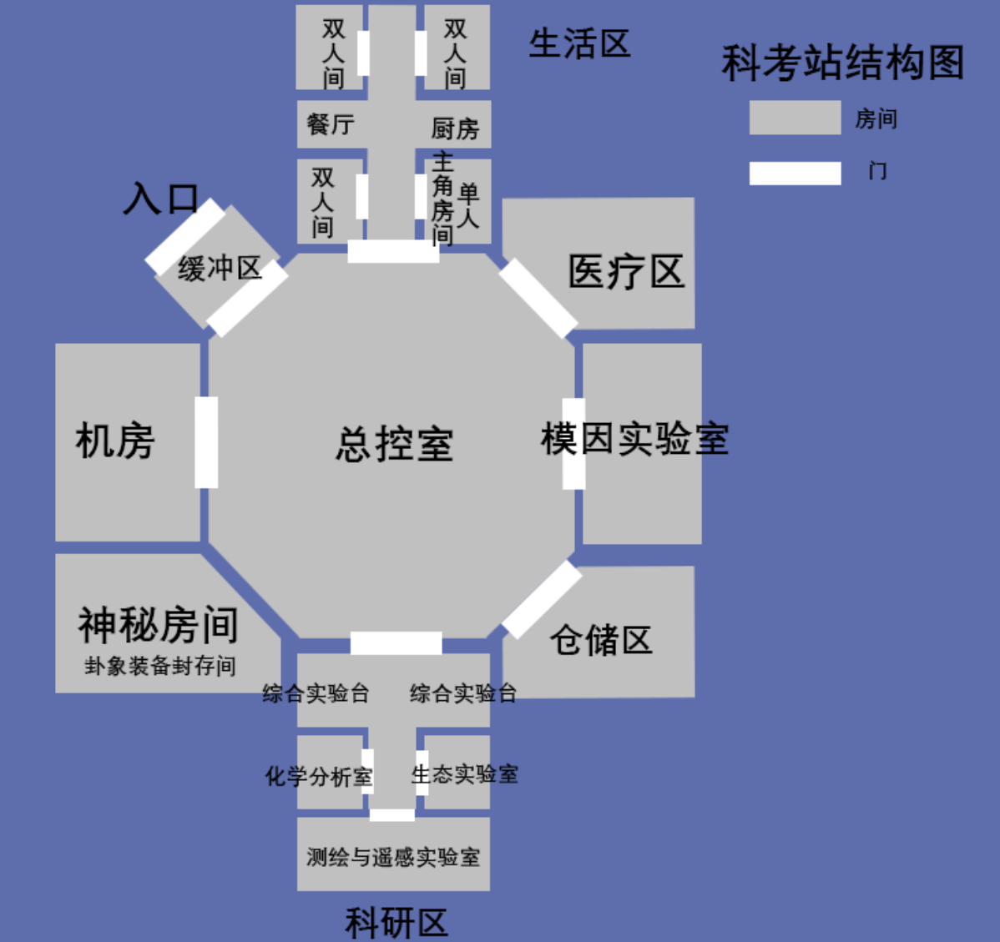 科考站结构图
房间
门
生活区
双人间
双人间
餐厅
厨房
双人间
主角房间
单人
入口
缓冲区
医疗区
机房
总控室
模因实验室
神秘房间
卦象装备封存间
仓储区
综合实验台
综合实验台
化学分析室
生态实验室
测绘与遥感实验室
科研区